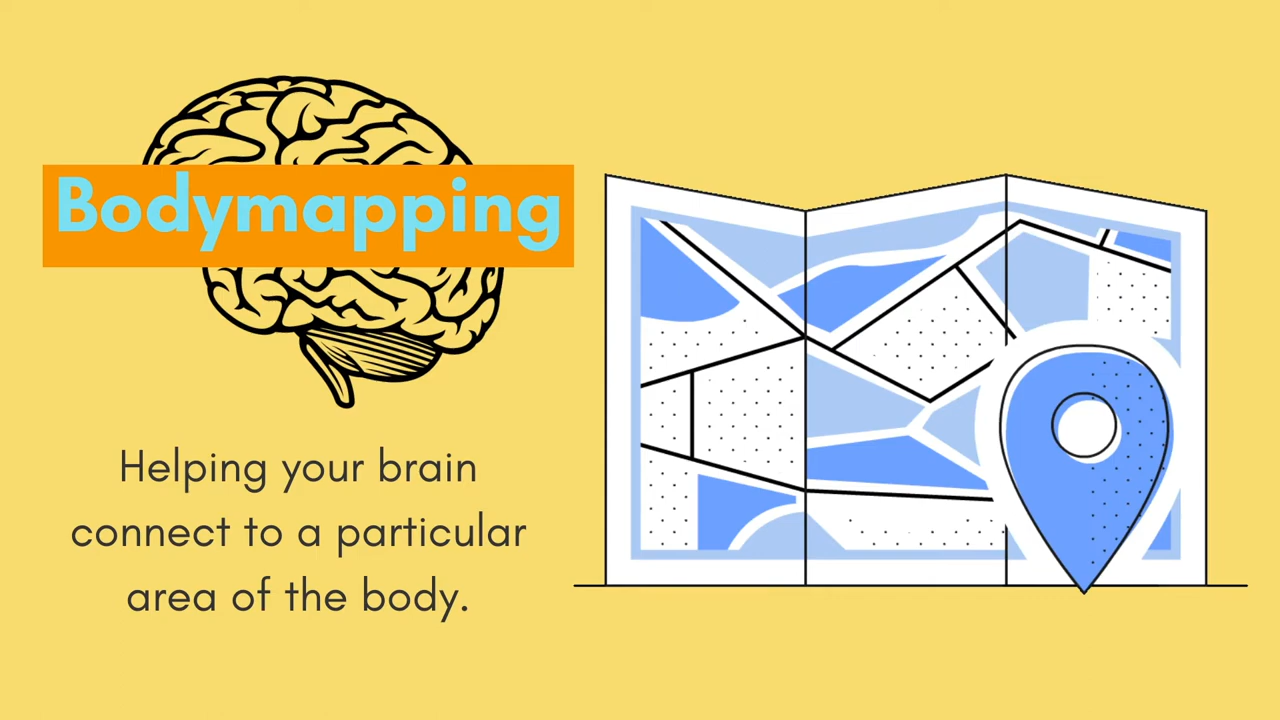 Bodymapping
Helping your brain
connect to a particular
area of the body.